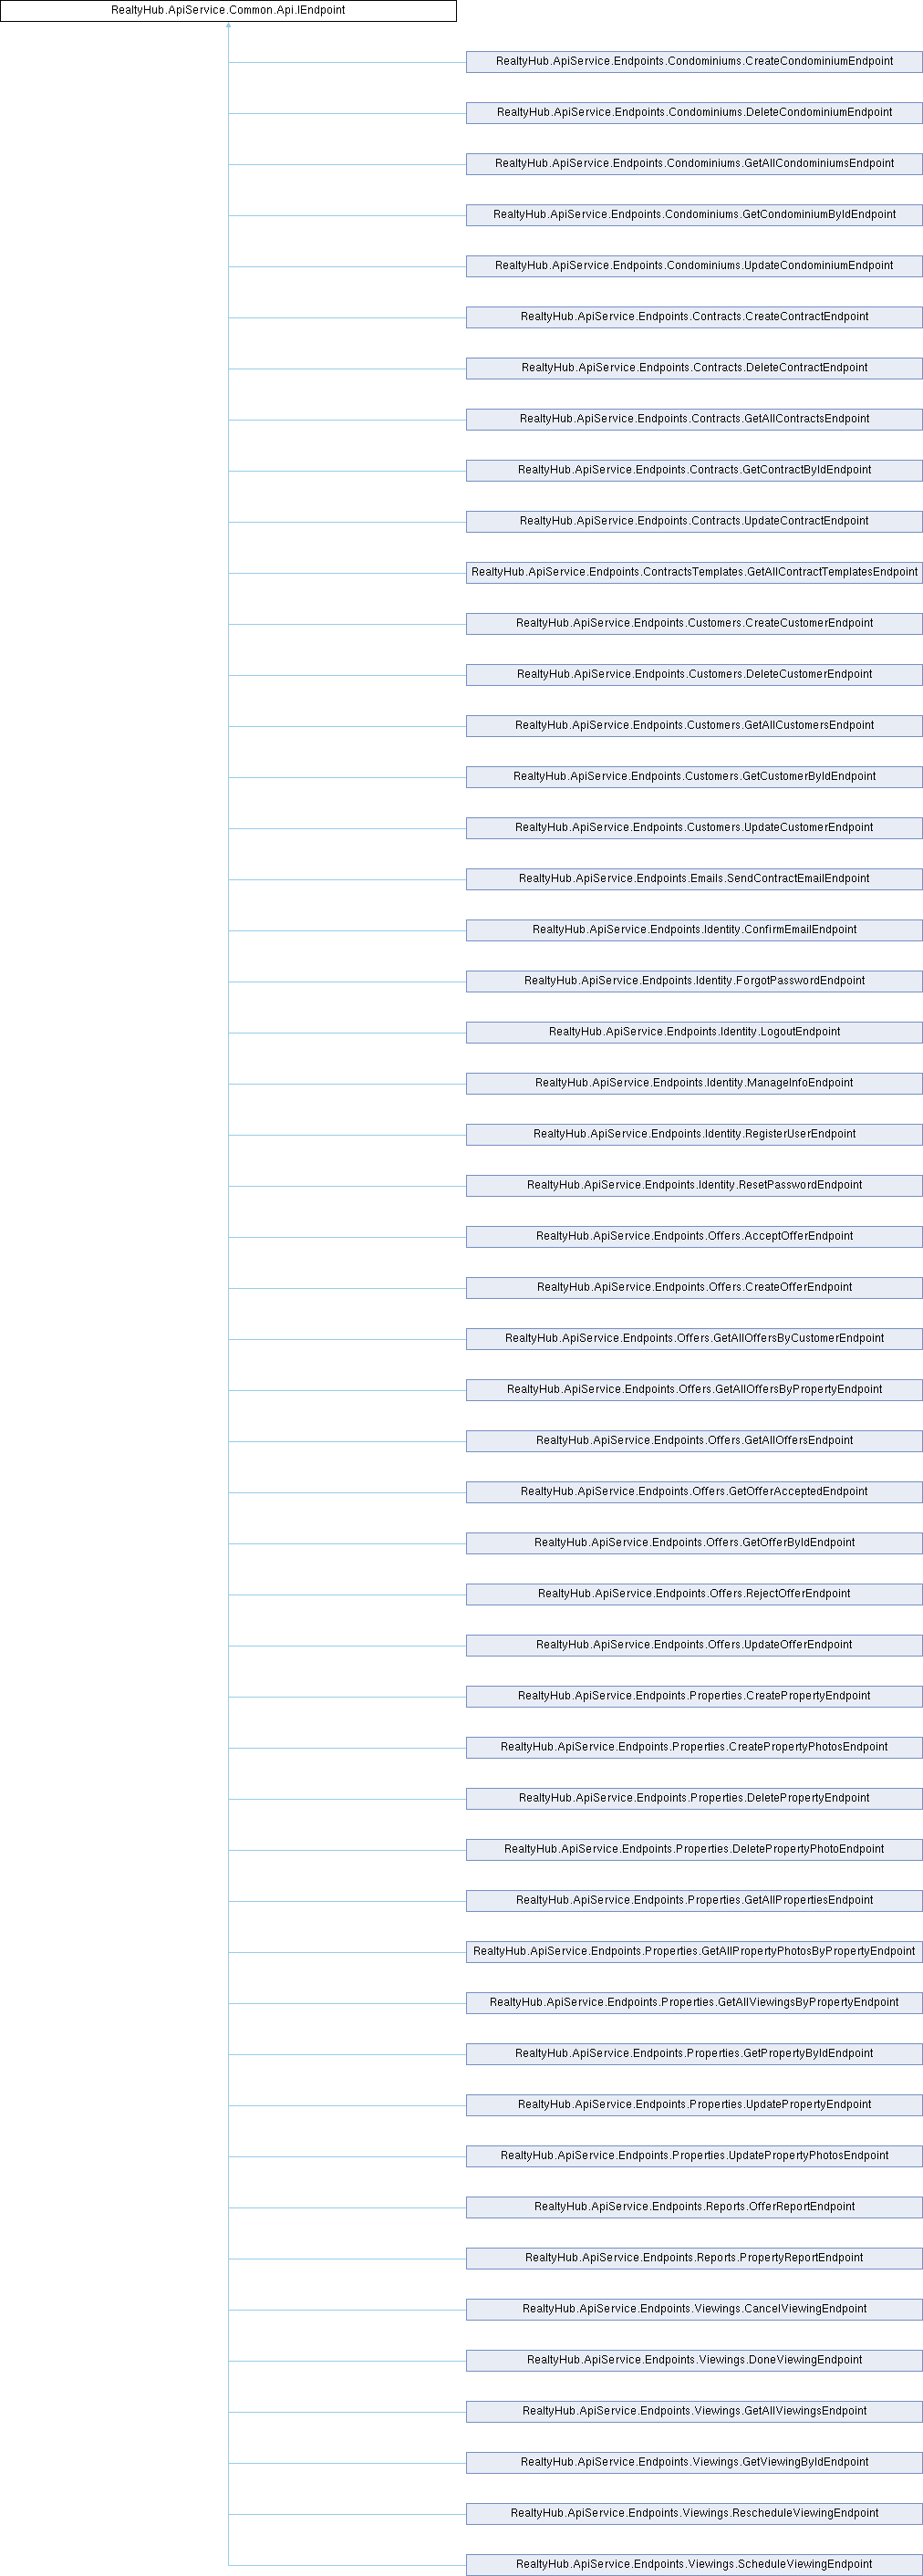 RealtyHub.ApiService.Common.Api.IEndpoint
RealtyHub.ApiService.Endpoints.Condominiums.CreateCondominiumEndpoint
RealtyHub.ApiService.Endpoints.Condominiums.DeleteCondominiumEndpoint
RealtyHub.ApiService.Endpoints.Condominiums.GetAllCondominiumsEndpoint
RealtyHub.ApiService.Endpoints.Condominiums.GetCondominiumByIdEndpoint
RealtyHub.ApiService.Endpoints.Condominiums.UpdateCondominiumEndpoint
RealtyHub.ApiService.Endpoints.Contracts.CreateContractEndpoint
RealtyHub.ApiService.Endpoints.Contracts.DeleteContractEndpoint
RealtyHub.ApiService.Endpoints.Contracts.GetAllContractsEndpoint
RealtyHub.ApiService.Endpoints.Contracts.GetContractByIdEndpoint
RealtyHub.ApiService.Endpoints.Contracts.UpdateContractEndpoint
RealtyHub.ApiService.Endpoints.ContractsTemplates.GetAllContractTemplatesEndpoint
RealtyHub.ApiService.Endpoints.Customers.CreateCustomerEndpoint
RealtyHub.ApiService.Endpoints.Customers.DeleteCustomerEndpoint
RealtyHub.ApiService.Endpoints.Customers.GetAllCustomersEndpoint
RealtyHub.ApiService.Endpoints.Customers.GetCustomerByIdEndpoint
RealtyHub.ApiService.Endpoints.Customers.UpdateCustomerEndpoint
RealtyHub.ApiService.Endpoints.Emails.SendContractEmailEndpoint
RealtyHub.ApiService.Endpoints.Identity.ConfirmEmailEndpoint
RealtyHub.ApiService.Endpoints.Identity.ForgotPasswordEndpoint
RealtyHub.ApiService.Endpoints.Identity.LogoutEndpoint
RealtyHub.ApiService.Endpoints.Identity.ManageInfoEndpoint
RealtyHub.ApiService.Endpoints.Identity.RegisterUserEndpoint
RealtyHub.ApiService.Endpoints.Identity.ResetPasswordEndpoint
RealtyHub.ApiService.Endpoints.Offers.AcceptOfferEndpoint
RealtyHub.ApiService.Endpoints.Offers.CreateOfferEndpoint
RealtyHub.ApiService.Endpoints.Offers.GetAllOffersByCustomerEndpoint
RealtyHub.ApiService.Endpoints.Offers.GetAllOffersByPropertyEndpoint
RealtyHub.ApiService.Endpoints.Offers.GetAllOffersEndpoint
RealtyHub.ApiService.Endpoints.Offers.GetOfferAcceptedEndpoint
RealtyHub.ApiService.Endpoints.Offers.GetOfferByIdEndpoint
RealtyHub.ApiService.Endpoints.Offers.RejectOfferEndpoint
RealtyHub.ApiService.Endpoints.Offers.UpdateOfferEndpoint
RealtyHub.ApiService.Endpoints.Properties.CreatePropertyEndpoint
RealtyHub.ApiService.Endpoints.Properties.CreatePropertyPhotosEndpoint
RealtyHub.ApiService.Endpoints.Properties.DeletePropertyEndpoint
RealtyHub.ApiService.Endpoints.Properties.DeletePropertyPhotoEndpoint
RealtyHub.ApiService.Endpoints.Properties.GetAllPropertiesEndpoint
RealtyHub.ApiService.Endpoints.Properties.GetAllPropertyPhotosByPropertyEndpoint
RealtyHub.ApiService.Endpoints.Properties.GetAllViewingsByPropertyEndpoint
RealtyHub.ApiService.Endpoints.Properties.GetPropertyByIdEndpoint
RealtyHub.ApiService.Endpoints.Properties.UpdatePropertyEndpoint
RealtyHub.ApiService.Endpoints.Properties.UpdatePropertyPhotosEndpoint
RealtyHub.ApiService.Endpoints.Reports.OfferReportEndpoint
RealtyHub.ApiService.Endpoints.Reports.PropertyReportEndpoint
RealtyHub.ApiService.Endpoints.Viewings.CancelViewingEndpoint
RealtyHub.ApiService.Endpoints.Viewings.DoneViewingEndpoint
RealtyHub.ApiService.Endpoints.Viewings.GetAllViewingsEndpoint
RealtyHub.ApiService.Endpoints.Viewings.GetViewingByIdEndpoint
RealtyHub.ApiService.Endpoints.Viewings.RescheduleViewingEndpoint
RealtyHub.ApiService.Endpoints.Viewings.ScheduleViewingEndpoint